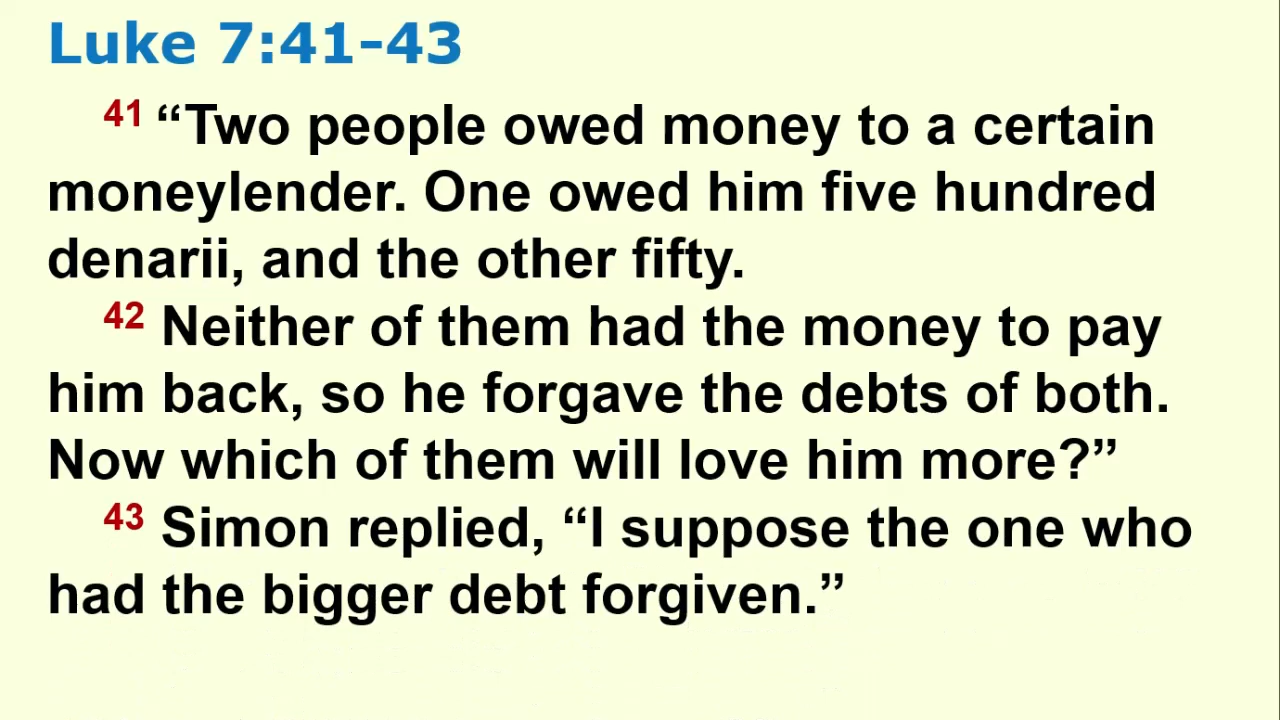 Luke 7:41-43
41 “Two people owed money to a certain
moneylender. One owed him five hundred
denarii, and the other fifty.
42 Neither of them had the money to pay
him back, so he forgave the debts of both.
Now which of them will love him more?”
43 Simon replied, “I suppose the one who
had the bigger debt forgiven.”